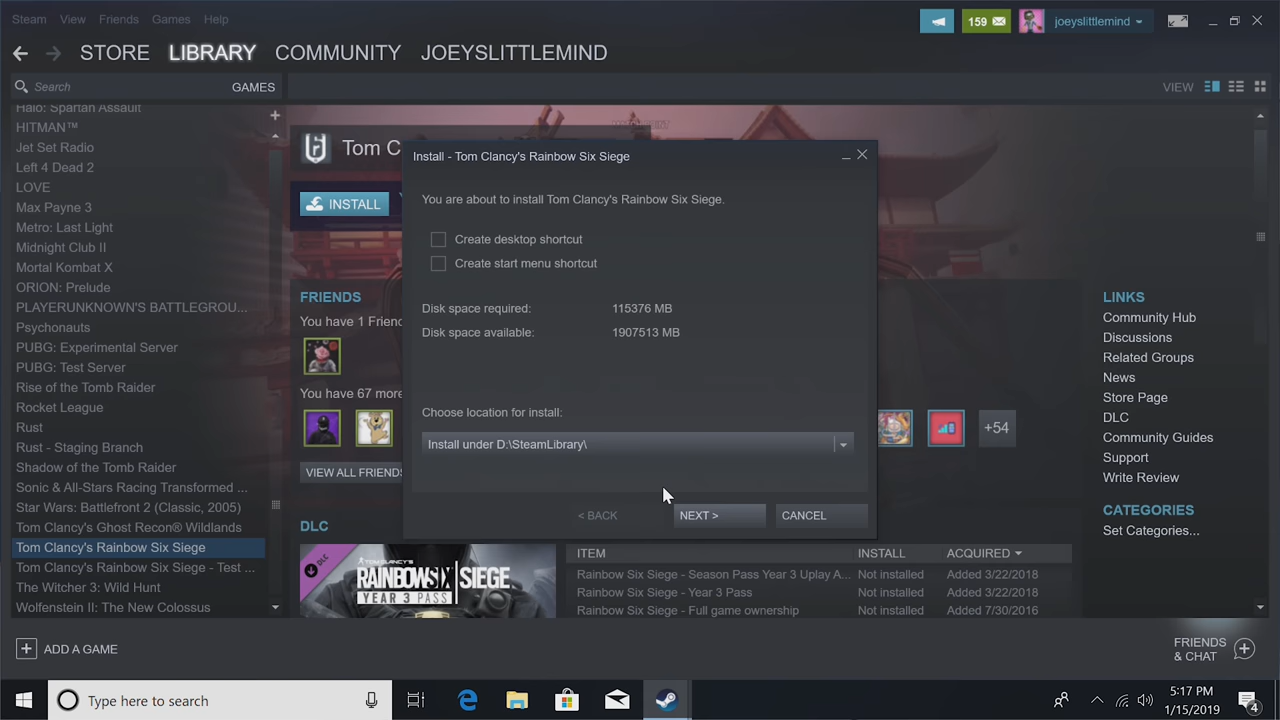 Steam View Friends Games Help
159
joeyslittlemind
STORE LIBRARY COMMUNITY JOEYSLITTLEMIND
Search GAMES
VIEW
Halo: Spartan Assault
HITMAN™
Jet Set Radio
Left 4 Dead 2
LOVE
Max Payne 3
Metro: Last Light
Midnight Club II
Mortal Kombat X
ORION: Prelude
PLAYERUNKNOWN'S BATTLEGROU...
Psychonauts
PUBG: Experimental Server
PUBG: Test Server
Rise of the Tomb Raider
Rocket League
Rust
Rust - Staging Branch
Shadow of the Tomb Raider
Sonic & All-Stars Racing Transformed ...
Star Wars: Battlefront 2 (Classic, 2005)
Tom Clancy's Ghost Recon® Wildlands
Tom Clancy's Rainbow Six Siege
Tom Clancy's Rainbow Six Siege - Test ...
The Witcher 3: Wild Hunt
Wolfenstein II: The New Colossus
Tom C
INSTALL
FRIENDS
You have 1 Frien
You have 67 more
+54
VIEW ALL FRIENDS
DLC
DLC
TOM CLANCY'S
RAINBOWSIX SIEGE
YEAR 3 PASS
Install - Tom Clancy's Rainbow Six Siege
You are about to install Tom Clancy's Rainbow Six Siege.
Create desktop shortcut
Create start menu shortcut
Disk space required: 115376 MB
Disk space available: 1907513 MB
Choose location for install:
Install under D:\SteamLibrary\
< BACK NEXT > CANCEL
ITEM INSTALL ACQUIRED
Rainbow Six Siege - Season Pass Year 3 Uplay A... Not installed Added 3/22/2018
Rainbow Six Siege - Year 3 Pass Not installed Added 3/22/2018
Rainbow Six Siege - Full game ownership Not installed Added 7/30/2016
LINKS
Community Hub
Discussions
Related Groups
News
Store Page
DLC
Community Guides
Support
Write Review
CATEGORIES
Set Categories...
+ ADD A GAME
FRIENDS
& CHAT
Type here to search
5:17 PM
1/15/2019
4